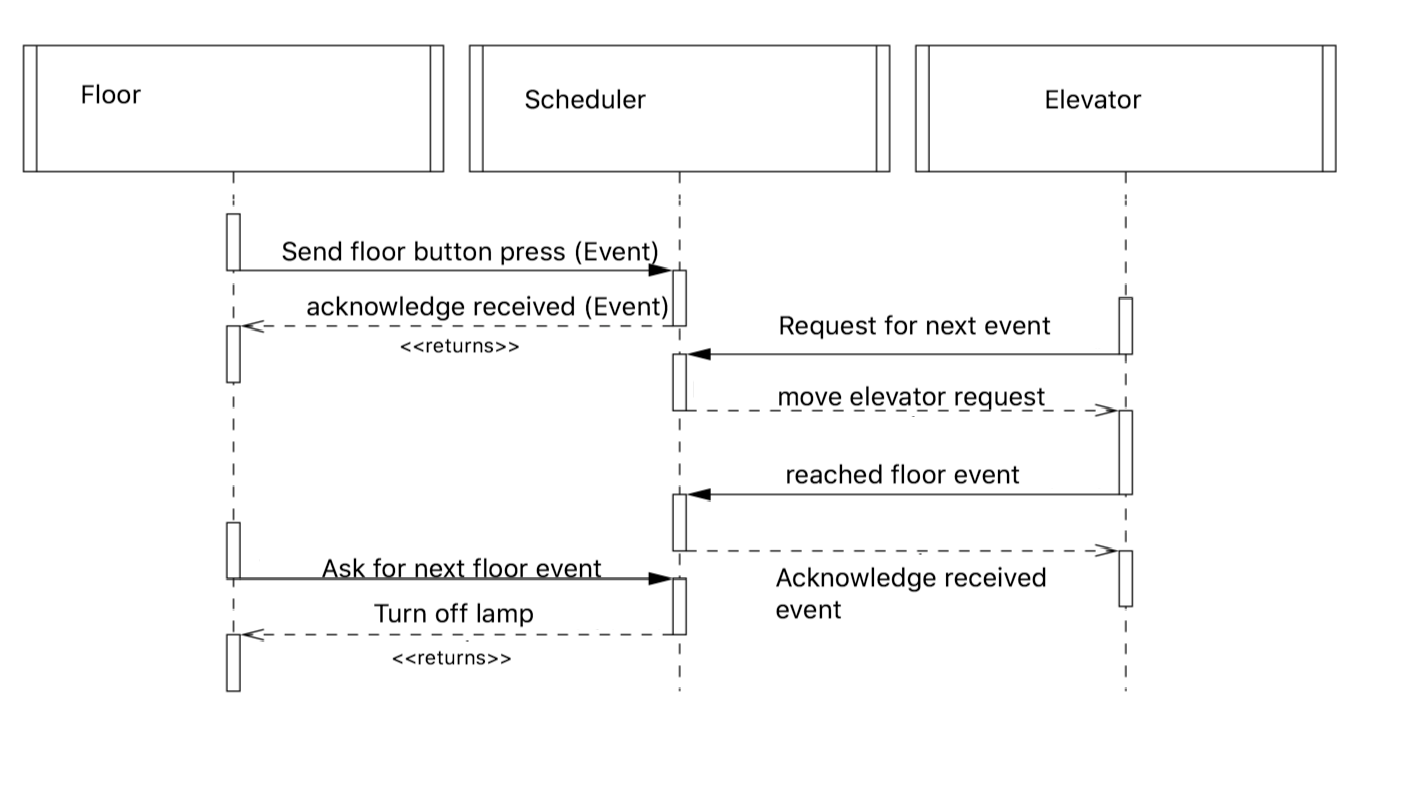 Floor
Scheduler
Elevator
Send floor button press (Event)
acknowledge received (Event)
<<returns>>
Request for next event
move elevator request
reached floor event
Ask for next floor event
Acknowledge received
event
Turn off lamp
<<returns>>